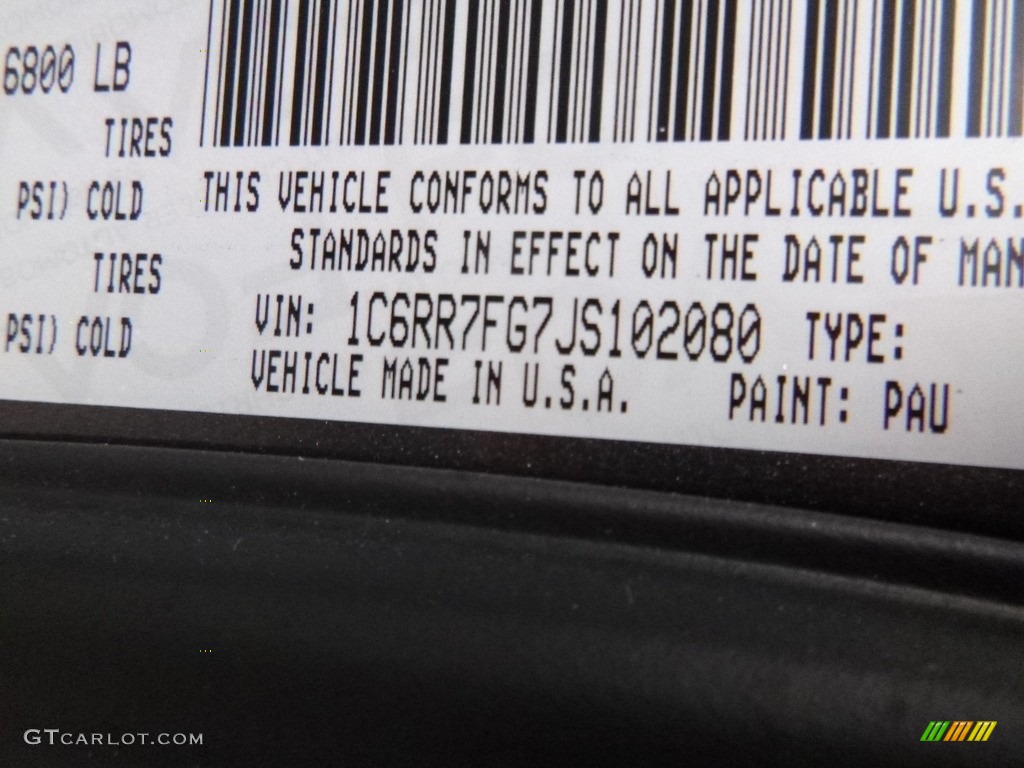 6800 LB
TIRES
PSI) COLD
TIRES
PSI) COLD
THIS VEHICLE CONFORMS TO ALL APPLICABLE U.S.
STANDARDS IN EFFECT ON THE DATE OF MAN
VIN: 1C6RR7FG7JS102080 TYPE:
VEHICLE MADE IN U.S.A. PAINT: PAU
GTCARLOT.COM